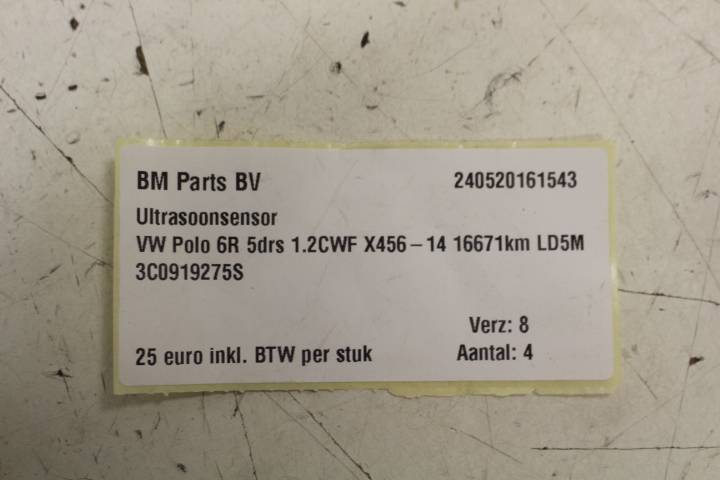 BM Parts BV 240520161543
Ultrasoonsensor
VW Polo 6R 5drs 1.2CWF X456-14 16671km LD5M
3C0919275S
Verz: 8
25 euro inkl. BTW per stuk Aantal: 4